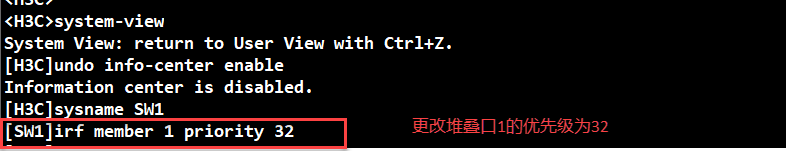 <H3C>
<H3C>system-view
System View: return to User View with Ctrl+Z.
[H3C]undo info-center enable
Information center is disabled.
[H3C]sysname SW1
[SW1]irf member 1 priority 32
更改堆叠口1的优先级为32